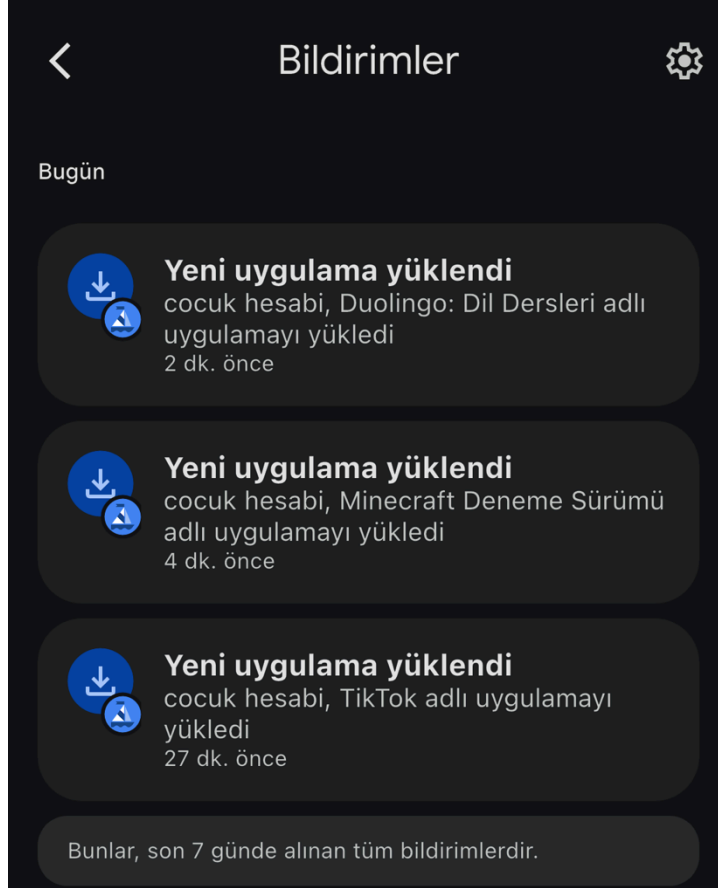 Bildirimler
Bugün
Yeni uygulama yüklendi
cocuk hesabi, Duolingo: Dil Dersleri adlı
uygulamayı yükledi
2 dk. önce
Yeni uygulama yüklendi
cocuk hesabi, Minecraft Deneme Sürümü
adlı uygulamayı yükledi
4 dk. önce
Yeni uygulama yüklendi
cocuk hesabi, TikTok adlı uygulamayı
yükledi
27 dk. önce
Bunlar, son 7 günde alınan tüm bildirimlerdir.